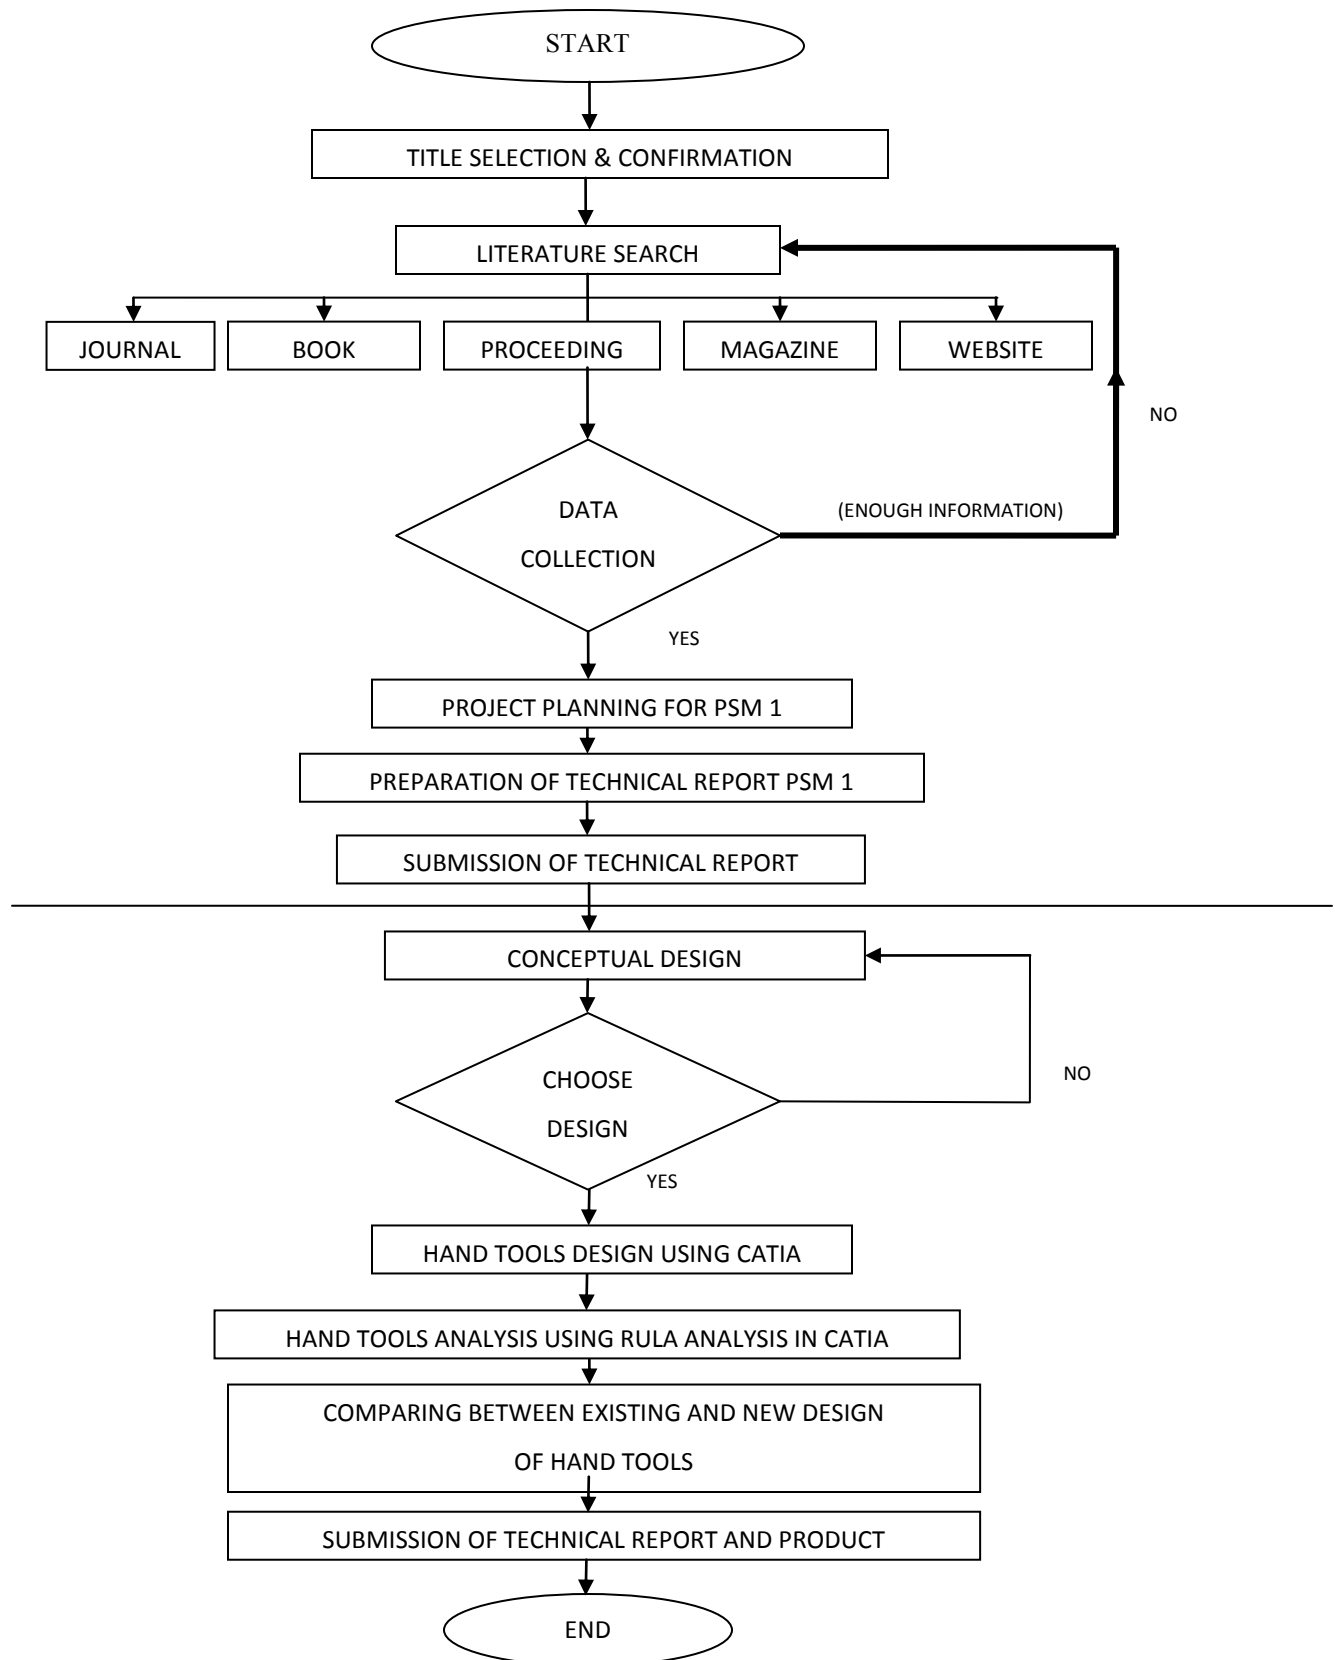 START
TITLE SELECTION & CONFIRMATION
LITERATURE SEARCH
JOURNAL
BOOK
PROCEEDING
MAGAZINE
WEBSITE
NO
DATA
COLLECTION
(ENOUGH INFORMATION)
YES
PROJECT PLANNING FOR PSM 1
PREPARATION OF TECHNICAL REPORT PSM 1
SUBMISSION OF TECHNICAL REPORT
CONCEPTUAL DESIGN
CHOOSE
DESIGN
NO
YES
HAND TOOLS DESIGN USING CATIA
HAND TOOLS ANALYSIS USING RULA ANALYSIS IN CATIA
COMPARING BETWEEN EXISTING AND NEW DESIGN
OF HAND TOOLS
SUBMISSION OF TECHNICAL REPORT AND PRODUCT
END